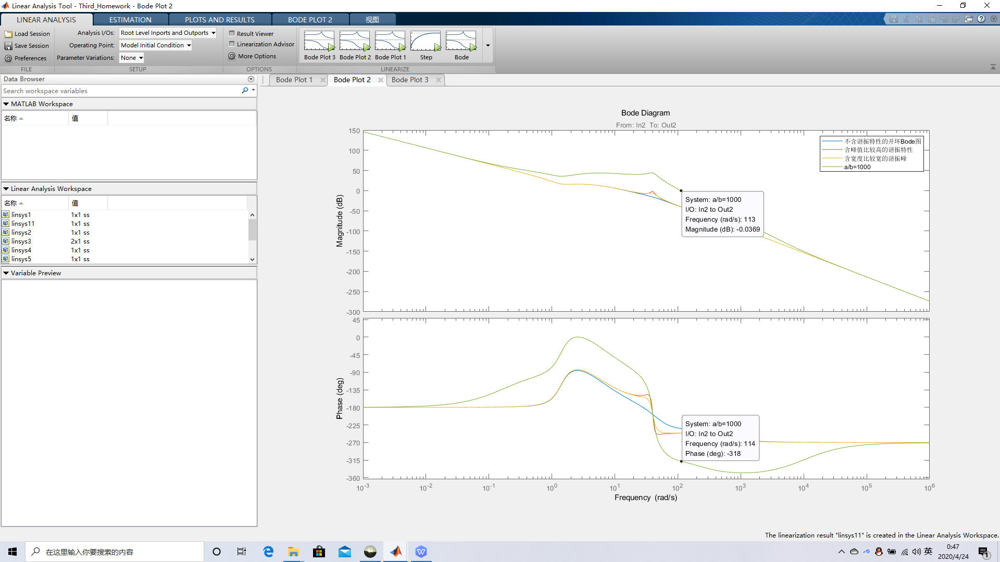 Linear Analysis Tool - Third_Homework - Bode Plot 2
LINEAR ANALYSIS
ESTIMATION
PLOTS AND RESULTS
BODE PLOT 2
视图
Load Session
Save Session
Preferences
FILE
Analysis I/Os: Root Level Inports and Outports
Operating Point: Model Initial Condition
Parameter Variations: None
SETUP
Result Viewer
Linearization Advisor
More Options
OPTIONS
Bode Plot 3
Bode Plot 2
Bode Plot 1
Step
Bode
LINEARIZE
Data Browser
Search workspace variables
MATLAB Workspace
名称 值
Linear Analysis Workspace
名称 值
linsys1 1x1 ss
linsys11 1x1 ss
linsys2 1x1 ss
linsys3 2x1 ss
linsys4 1x1 ss
linsys5 1x1 ss
Variable Preview
Bode Plot 1
Bode Plot 2
Bode Plot 3
Bode Diagram
From: In2 To: Out2
Magnitude (dB)
150
100
50
0
-50
-100
-150
-200
-250
-300
不含谐振特性的开环Bode图
含峰值比较高的谐振特性
含宽度比较宽的谐振峰
a/b=1000
System: a/b=1000
I/O: In2 to Out2
Frequency (rad/s): 113
Magnitude (dB): -0.0369
Phase (deg)
45
0
-45
-90
-135
-180
-225
-270
-315
-360
System: a/b=1000
I/O: In2 to Out2
Frequency (rad/s): 114
Phase (deg): -318
10^-3 10^-2 10^-1 10^0 10^1 10^2 10^3 10^4 10^5 10^6
Frequency (rad/s)
The linearization result "linsys11" is created in the Linear Analysis Workspace.
在这里输入你要搜索的内容
英
0:47
2020/4/24
1